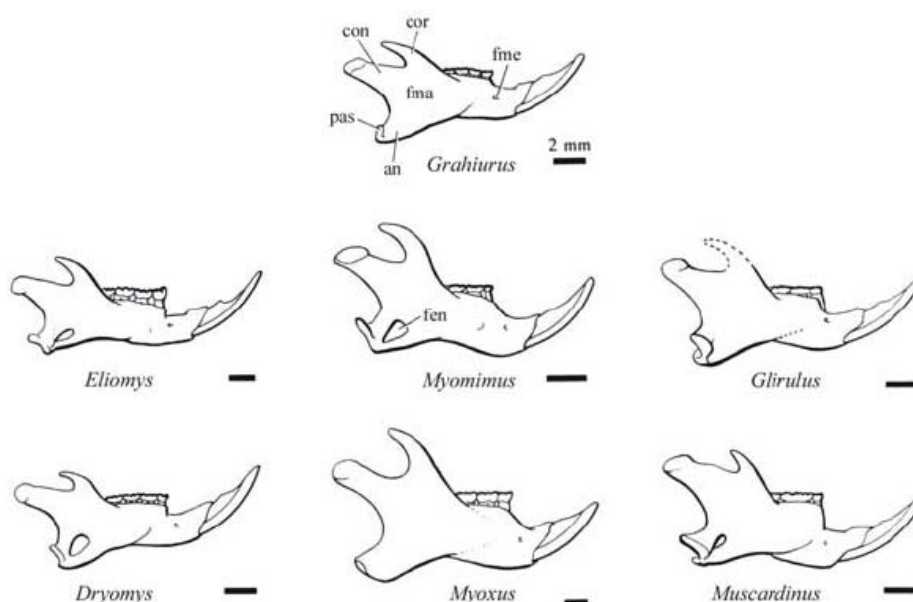 cor
con
fme
fma
pas
2 mm
an
Grahiurus
fen
Eliomys
Myomimus
Glirulus
Dryomys
Myoxus
Muscardinus